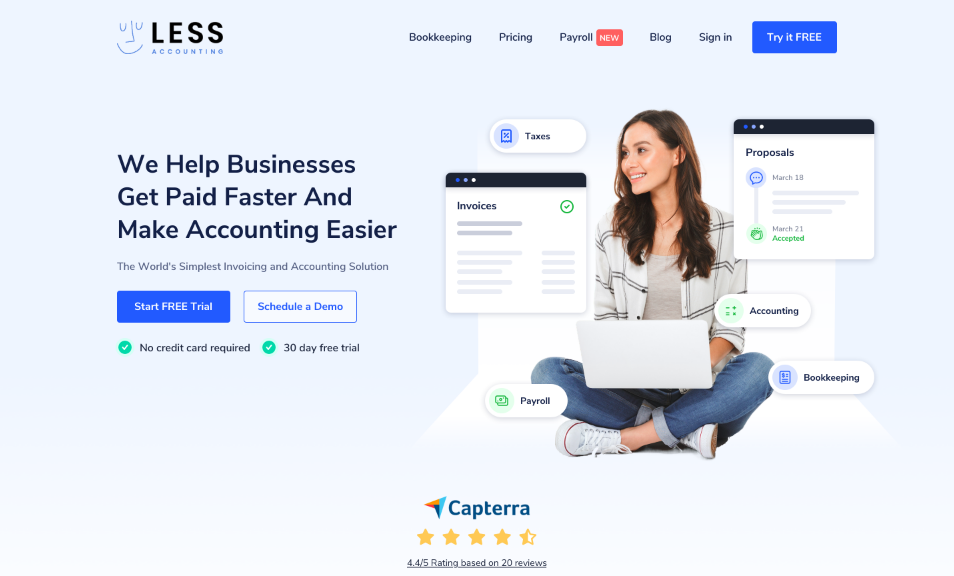 LESS
ACCOUNTING
Bookkeeping
Pricing
Payroll NEW
Blog
Sign in
Try it FREE
We Help Businesses
Get Paid Faster And
Make Accounting Easier
The World's Simplest Invoicing and Accounting Solution
Start FREE Trial
Schedule a Demo
No credit card required
30 day free trial
Taxes
Invoices
Proposals
March 18
March 21
Accepted
Accounting
Bookkeeping
Payroll
Capterra
4.4/5 Rating based on 20 reviews